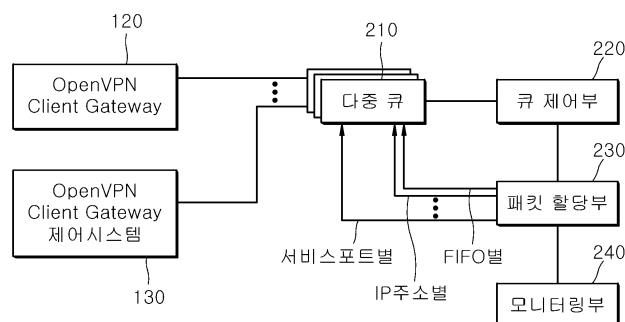 120
OpenVPN
Client Gateway
210
다중 큐
220
큐 제어부
230
패킷 할당부
OpenVPN
Client Gateway
제어시스템
130
서비스포트별
IP주소별
FIFO별
240
모니터링부